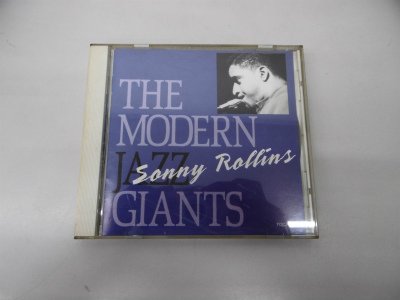 THE
MODERN
JAZZ
Sonny Rollins
GIANTS